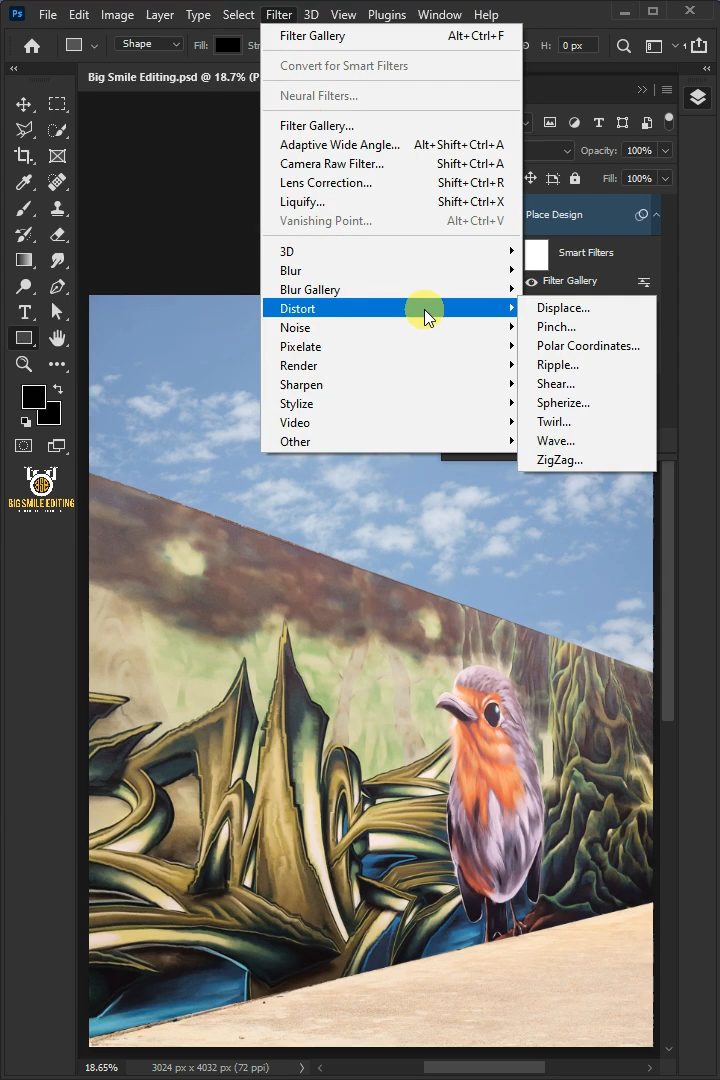 Ps File Edit Image Layer Type Select Filter 3D View Plugins Window Help
Shape Fill: H: 0 px
Big Smile Editing.psd @ 18.7% (P
Filter Gallery Alt+Ctrl+F
Convert for Smart Filters
Neural Filters...
Filter Gallery...
Adaptive Wide Angle... Alt+Shift+Ctrl+A
Camera Raw Filter... Shift+Ctrl+A
Lens Correction... Shift+Ctrl+R
Liquify... Shift+Ctrl+X
Vanishing Point... Alt+Ctrl+V
3D
Blur
Blur Gallery
Distort
Noise
Pixelate
Render
Sharpen
Stylize
Video
Other
Displace...
Pinch...
Polar Coordinates...
Ripple...
Shear...
Spherize...
Twirl...
Wave...
ZigZag...
Opacity: 100%
Fill: 100%
Place Design
Smart Filters
Filter Gallery
BIG SMILE EDITING
18.65% 3024 px x 4032 px (72 ppi)